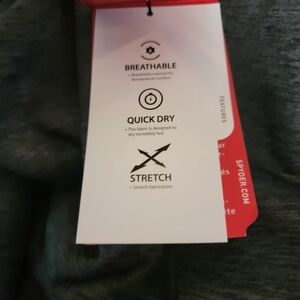 BREATHABLE
• Breathable material for
temperature comfort
QUICK DRY
• This fabric is designed to
dry incredibly fast
STRETCH
• Stretch fabrication
FEATURES
SPYDER.COM